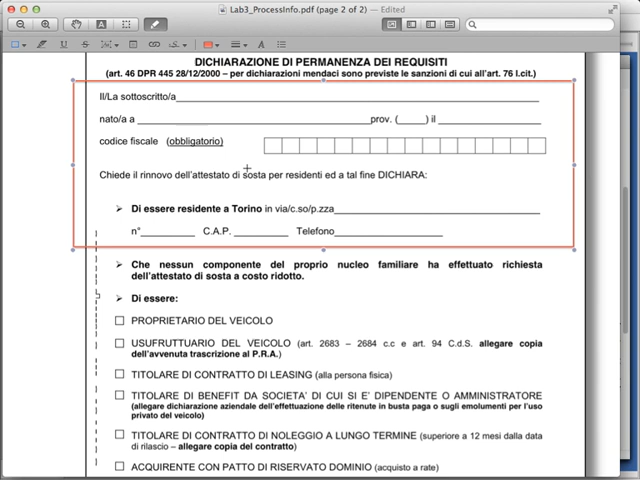 Lab3_ProcessInfo.pdf (page 2 of 2) — Edited
DICHIARAZIONE DI PERMANENZA DEI REQUISITI
(art. 46 DPR 445 28/12/2000 – per dichiarazioni mendaci sono previste le sanzioni di cui all'art. 76 l.cit.)
Il/La sottoscritto/a
nato/a a prov. ( ) il
codice fiscale (obbligatorio)
Chiede il rinnovo dell'attestato di sosta per residenti ed a tal fine DICHIARA:
➢ Di essere residente a Torino in via/c.so/p.zza
n° C.A.P. Telefono
➢ Che nessun componente del proprio nucleo familiare ha effettuato richiesta
dell'attestato di sosta a costo ridotto.
➢ Di essere:
PROPRIETARIO DEL VEICOLO
USUFRUTTUARIO DEL VEICOLO (art. 2683 – 2684 c.c e art. 94 C.d.S. allegare copia
dell'avvenuta trascrizione al P.R.A.)
TITOLARE DI CONTRATTO DI LEASING (alla persona fisica)
TITOLARE DI BENEFIT DA SOCIETA' DI CUI SI E' DIPENDENTE O AMMINISTRATORE
(allegare dichiarazione aziendale dell'effettuazione delle ritenute in busta paga o sugli emolumenti per l'uso
privato del veicolo)
TITOLARE DI CONTRATTO DI NOLEGGIO A LUNGO TERMINE (superiore a 12 mesi dalla data
di rilascio – allegare copia del contratto)
ACQUIRENTE CON PATTO DI RISERVATO DOMINIO (acquisto a rate)